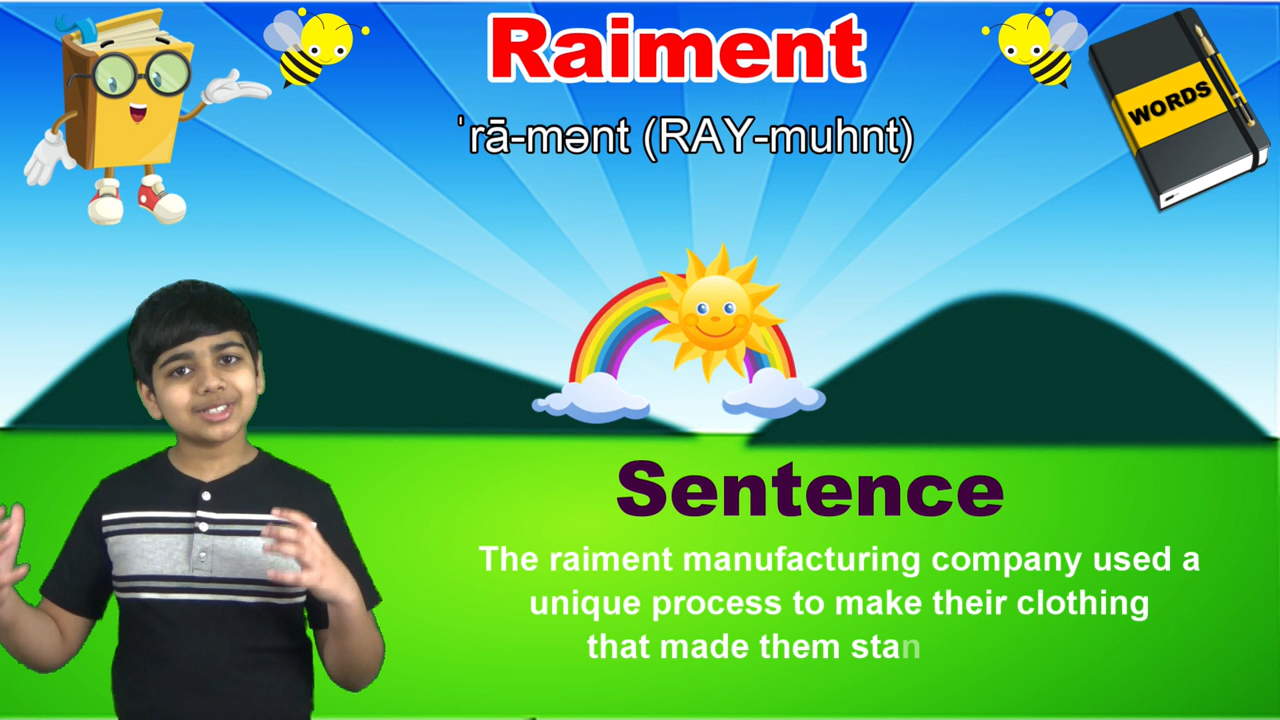 Raiment
ˈrā-mənt (RAY-muhnt)
WORDS
Sentence
The raiment manufacturing company used a
unique process to make their clothing
that made them stan